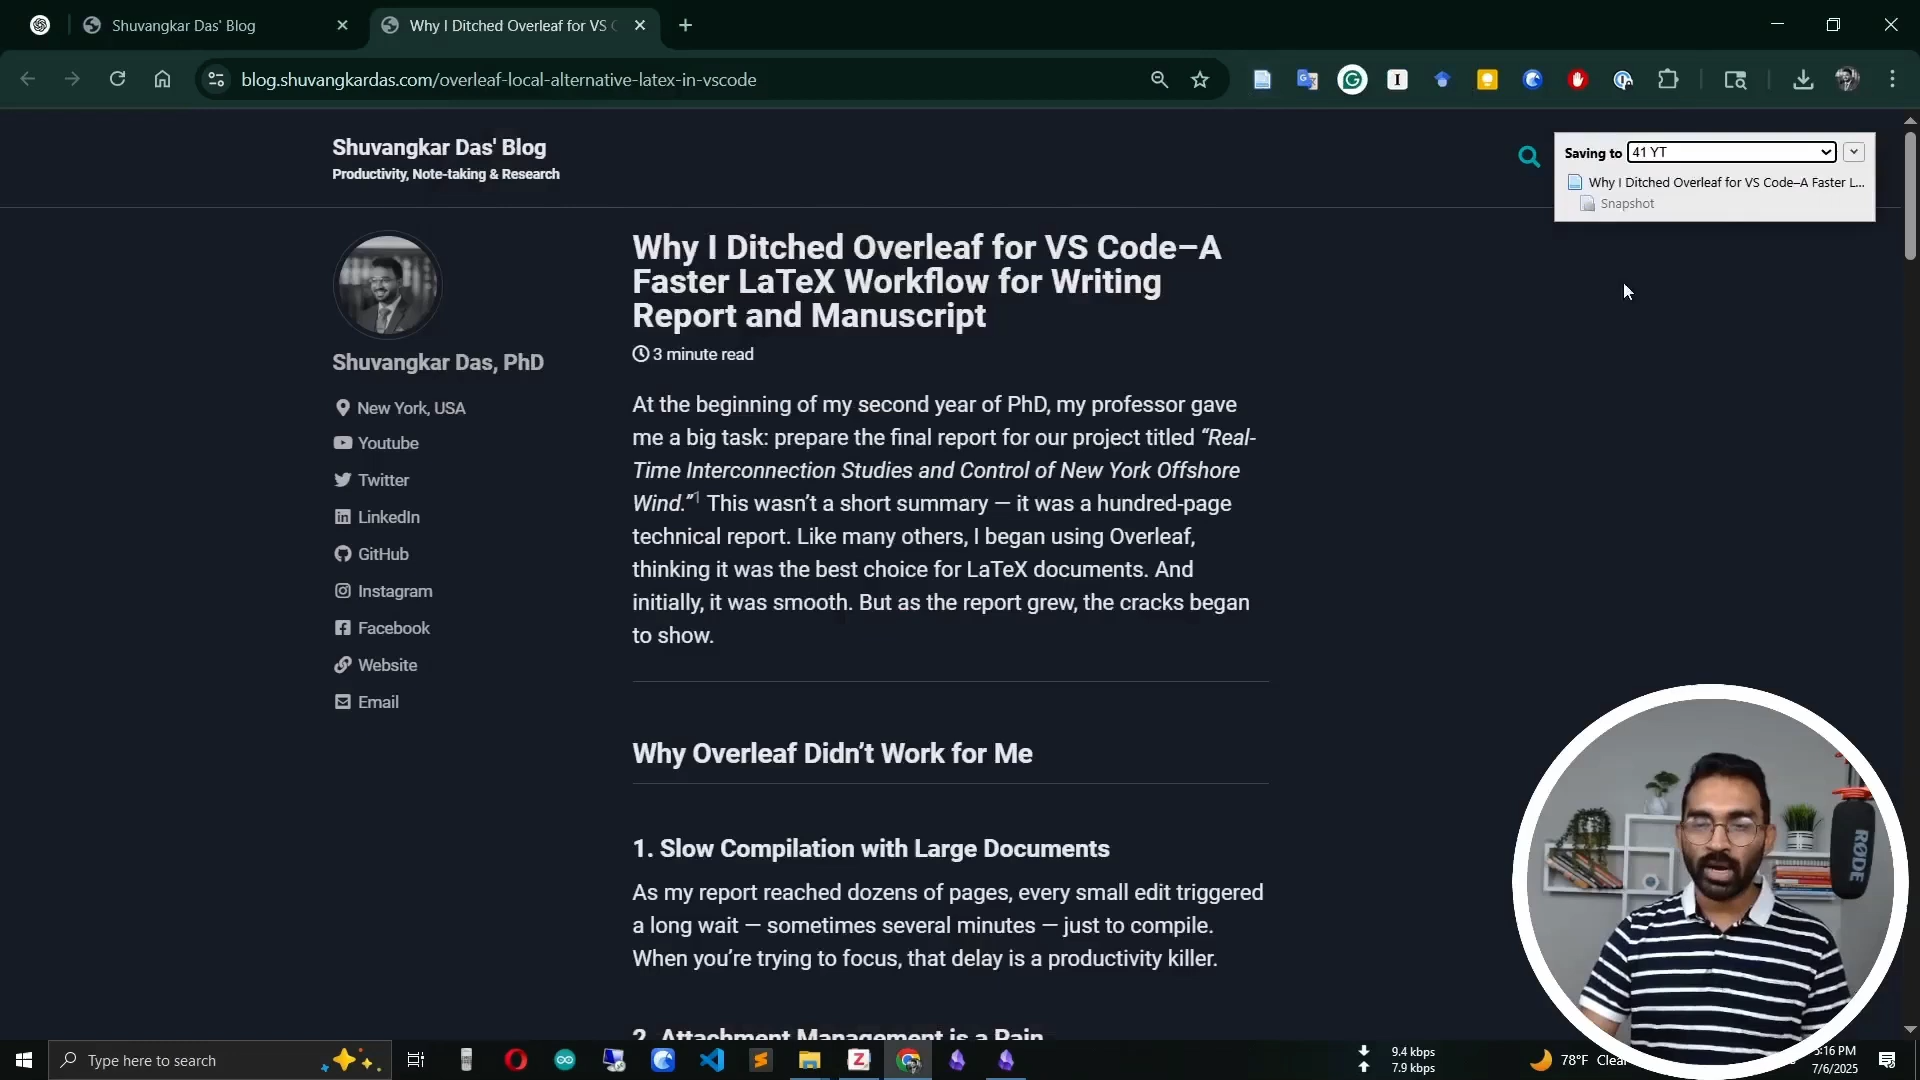 Shuvangkar Das' Blog
Why I Ditched Overleaf for VS C
blog.shuvangkardas.com/overleaf-local-alternative-latex-in-vscode
Shuvangkar Das' Blog
Productivity, Note-taking & Research
Saving to 41 YT
Why I Ditched Overleaf for VS Code–A Faster L...
Snapshot
Shuvangkar Das, PhD
New York, USA
Youtube
Twitter
LinkedIn
GitHub
Instagram
Facebook
Website
Email
Why I Ditched Overleaf for VS Code–A
Faster LaTeX Workflow for Writing
Report and Manuscript
3 minute read
At the beginning of my second year of PhD, my professor gave
me a big task: prepare the final report for our project titled “Real-
Time Interconnection Studies and Control of New York Offshore
Wind.”1 This wasn’t a short summary — it was a hundred-page
technical report. Like many others, I began using Overleaf,
thinking it was the best choice for LaTeX documents. And
initially, it was smooth. But as the report grew, the cracks began
to show.
Why Overleaf Didn’t Work for Me
1. Slow Compilation with Large Documents
As my report reached dozens of pages, every small edit triggered
a long wait — sometimes several minutes — just to compile.
When you’re trying to focus, that delay is a productivity killer.
2. Attachment Management is a Pain
RØDE
Type here to search
9.4 kbps
7.9 kbps
78°F Clea
5:16 PM
7/6/2025